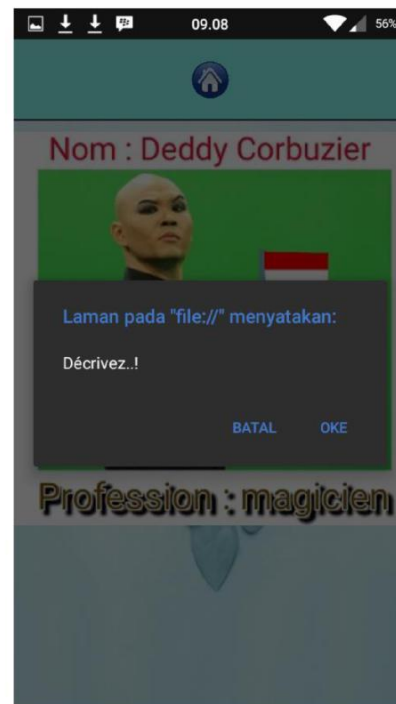 09.08
56%
Nom : Deddy Corbuzier
Laman pada "file://" menyatakan:
Décrivez..!
BATAL
OKE
Profession : magicien